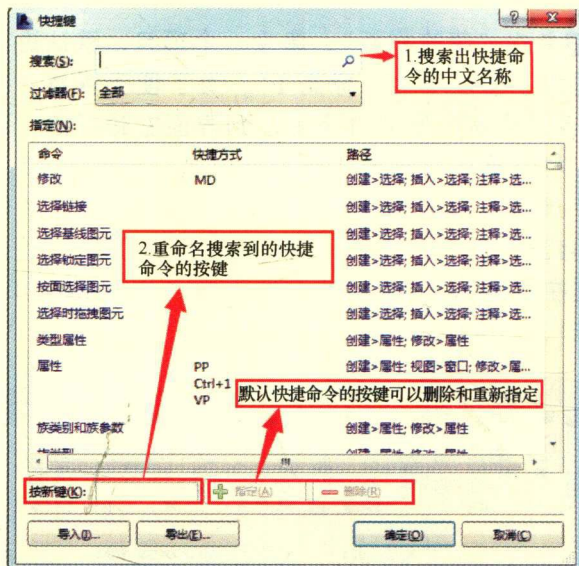 快捷键
搜索(S):
1.搜索出快捷命
令的中文名称
过滤器(F): 全部
指定(N):
命令 快捷方式 路径
修改 MD 创建>选择; 插入>选择; 注释>选...
选择链接 创建>选择; 插入>选择; 注释>选...
选择基线图元 创建>选择; 插入>选择; 注释>选...
2.重命名搜索到的快捷
命令的按键
选择锁定图元 创建>选择; 插入>选择; 注释>选...
按面选择图元 创建>选择; 插入>选择; 注释>选...
选择时拖拽图元 创建>选择; 插入>选择; 注释>选...
类型属性 创建>属性; 修改>属性
属性 PP 创建>属性; 视图>窗口; 修改>属...
Ctrl+1
VP
默认快捷命令的按键可以删除和重新指定
族类别和族参数 创建>属性; 修改>属性
按新键(K): 指定(A) 删除(R)
导入(I)... 导出(E)... 确定(O) 取消(C)